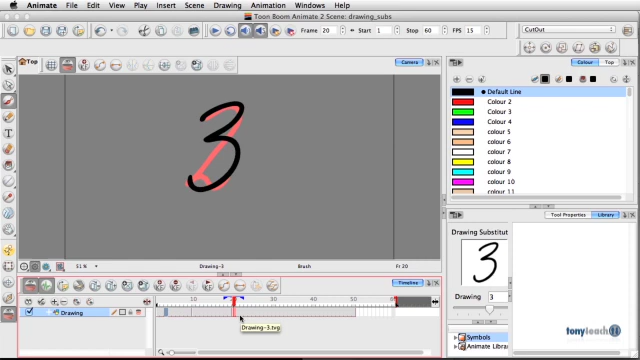 Animate File Edit View Play Insert Scene Drawing Animation Windows Help
Toon Boom Animate 2 Scene: drawing_subs
Frame 20 Start 1 Stop 60 FPS 15 CutOut
Top Camera Colour Top
Default Line
Colour 2
Colour 3
Colour 4
colour 5
colour 6
colour 7
colour 8
colour 9
colour 10
colour 11
3
51 % Drawing-3 Brush Fr 20
Tool Properties Library
Drawing Substitut
3
Drawing 3
Timeline
10 30 40 50 60
Drawing
Drawing-3.tvg
Symbols
Animate Librar
tonyteach